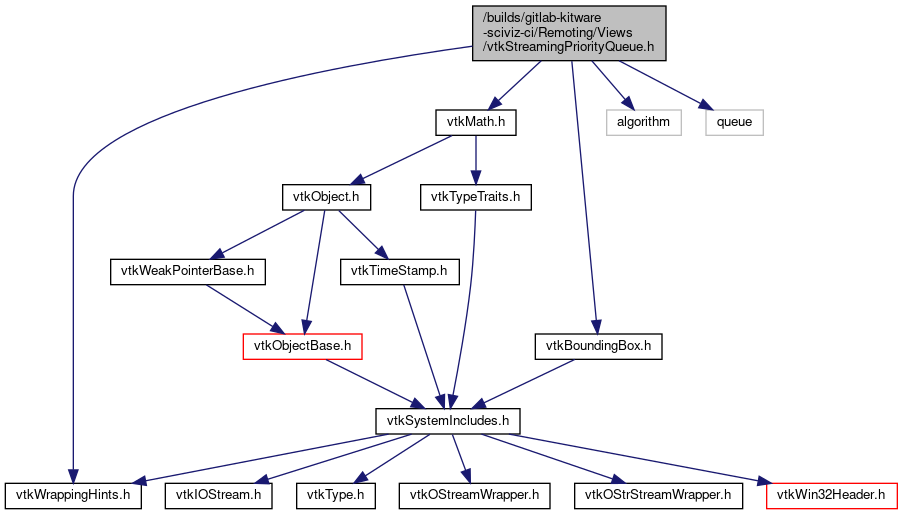 /builds/gitlab-kitware
-sciviz-ci/Remoting/Views
/vtkStreamingPriorityQueue.h
vtkMath.h
algorithm
queue
vtkObject.h
vtkTypeTraits.h
vtkWeakPointerBase.h
vtkTimeStamp.h
vtkObjectBase.h
vtkBoundingBox.h
vtkSystemIncludes.h
vtkWrappingHints.h
vtkIOStream.h
vtkType.h
vtkOStreamWrapper.h
vtkOStrStreamWrapper.h
vtkWin32Header.h